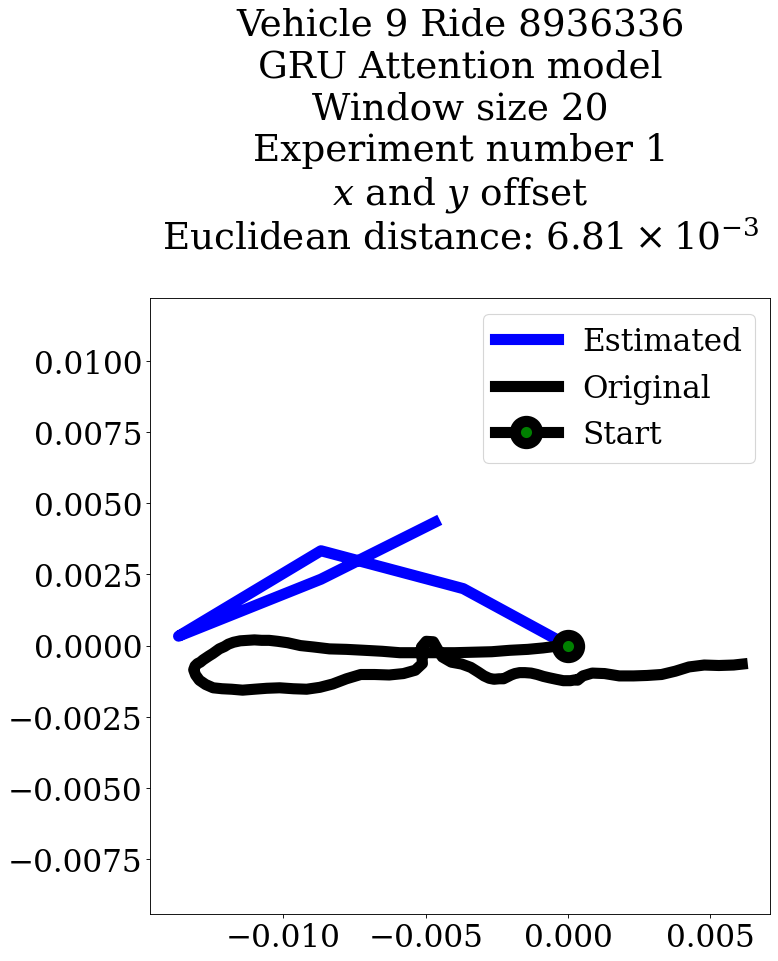 Vehicle 9 Ride 8936336
GRU Attention model
Window size 20
Experiment number 1
x and y offset
Euclidean distance: 6.81 × 10⁻³
Estimated
Original
Start
0.0100
0.0075
0.0050
0.0025
0.0000
−0.0025
−0.0050
−0.0075
−0.010 −0.005 0.000 0.005